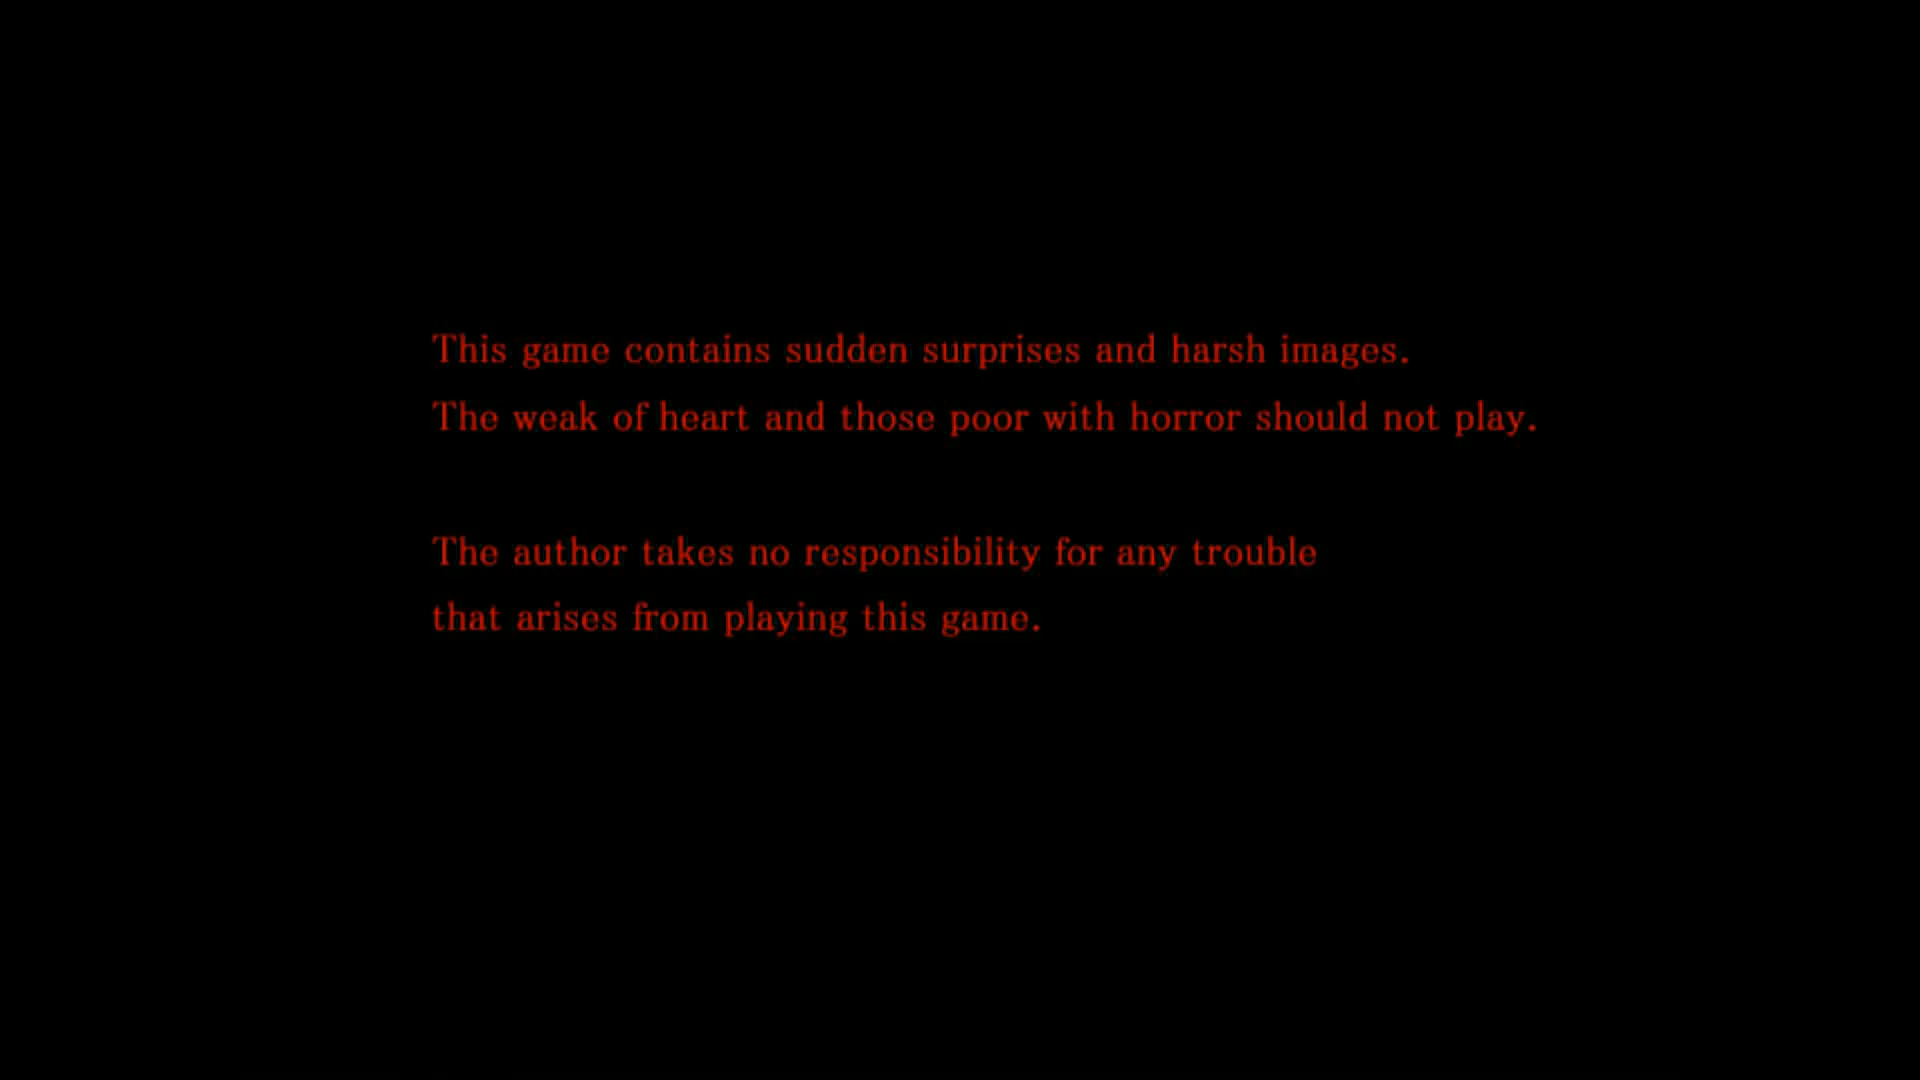 This game contains sudden surprises and harsh images.
The weak of heart and those poor with horror should not play.
The author takes no responsibility for any trouble
that arises from playing this game.